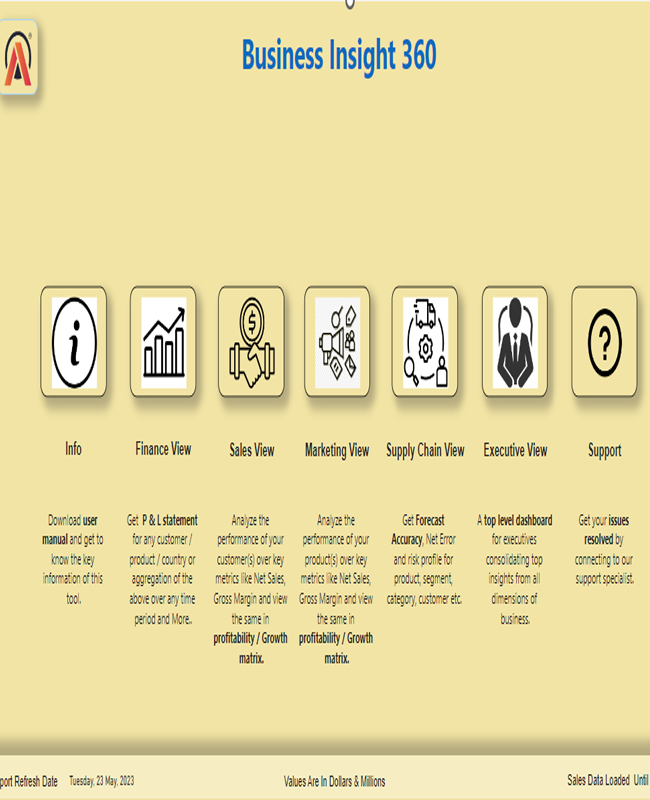 Business Insight 360
Info
Finance View
Sales View
Marketing View
Supply Chain View
Executive View
Support
Download user
manual and get to
know the key
information of this
tool.
Get P & L statement
for any customer /
product / country or
aggregation of the
above over any time
period and More..
Analyze the
performance of your
customer(s) over key
metrics like Net Sales,
Gross Margin and view
the same in
profitability / Growth
matrix.
Analyze the
performance of your
product(s) over key
metrics like Net Sales,
Gross Margin and view
the same in
profitability / Growth
matrix.
Get Forecast
Accuracy, Net Error
and risk profile for
product, segment,
category, customer etc.
A top level dashboard
for executives
consolidating top
insights from all
dimensions of
business.
Get your issues
resolved by
connecting to our
support specialist.
port Refresh Date Tuesday, 23 May, 2023
Values Are In Dollars & Millions
Sales Data Loaded Until